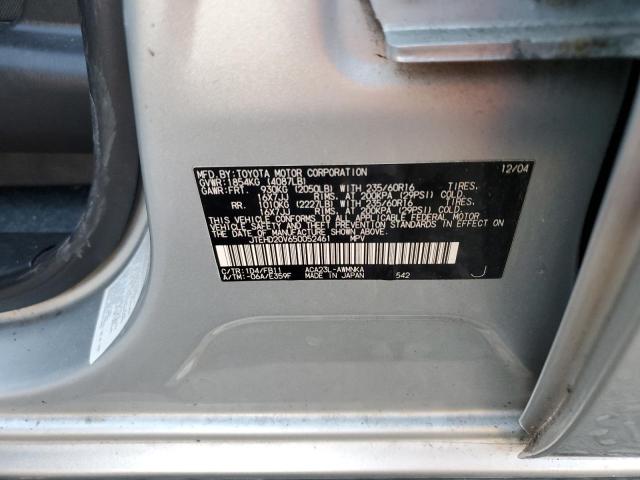 MFD. BY: TOYOTA MOTOR CORPORATION 12/04
GVWR: 1854KG (4087LB)
GAWR: FRT. 930KG (2050LB) WITH 235/60R16 TIRES,
16X7JJ RIMS, AT 200KPA (29PSI) COLD.
RR. 1010KG (2227LB) WITH 235/60R16 TIRES,
16X7JJ RIMS, AT 200KPA (29PSI) COLD.
THIS VEHICLE CONFORMS TO ALL APPLICABLE FEDERAL MOTOR
VEHICLE SAFETY STANDARDS IN EFFECT ON THE
DATE OF MANUFACTURE SHOWN ABOVE.
JTEHD20V650052461 MPV
C/TR: 1D4/FB11 ACA23L-AWMNKA
A/TM: -06A/E359F MADE IN JAPAN 542 J